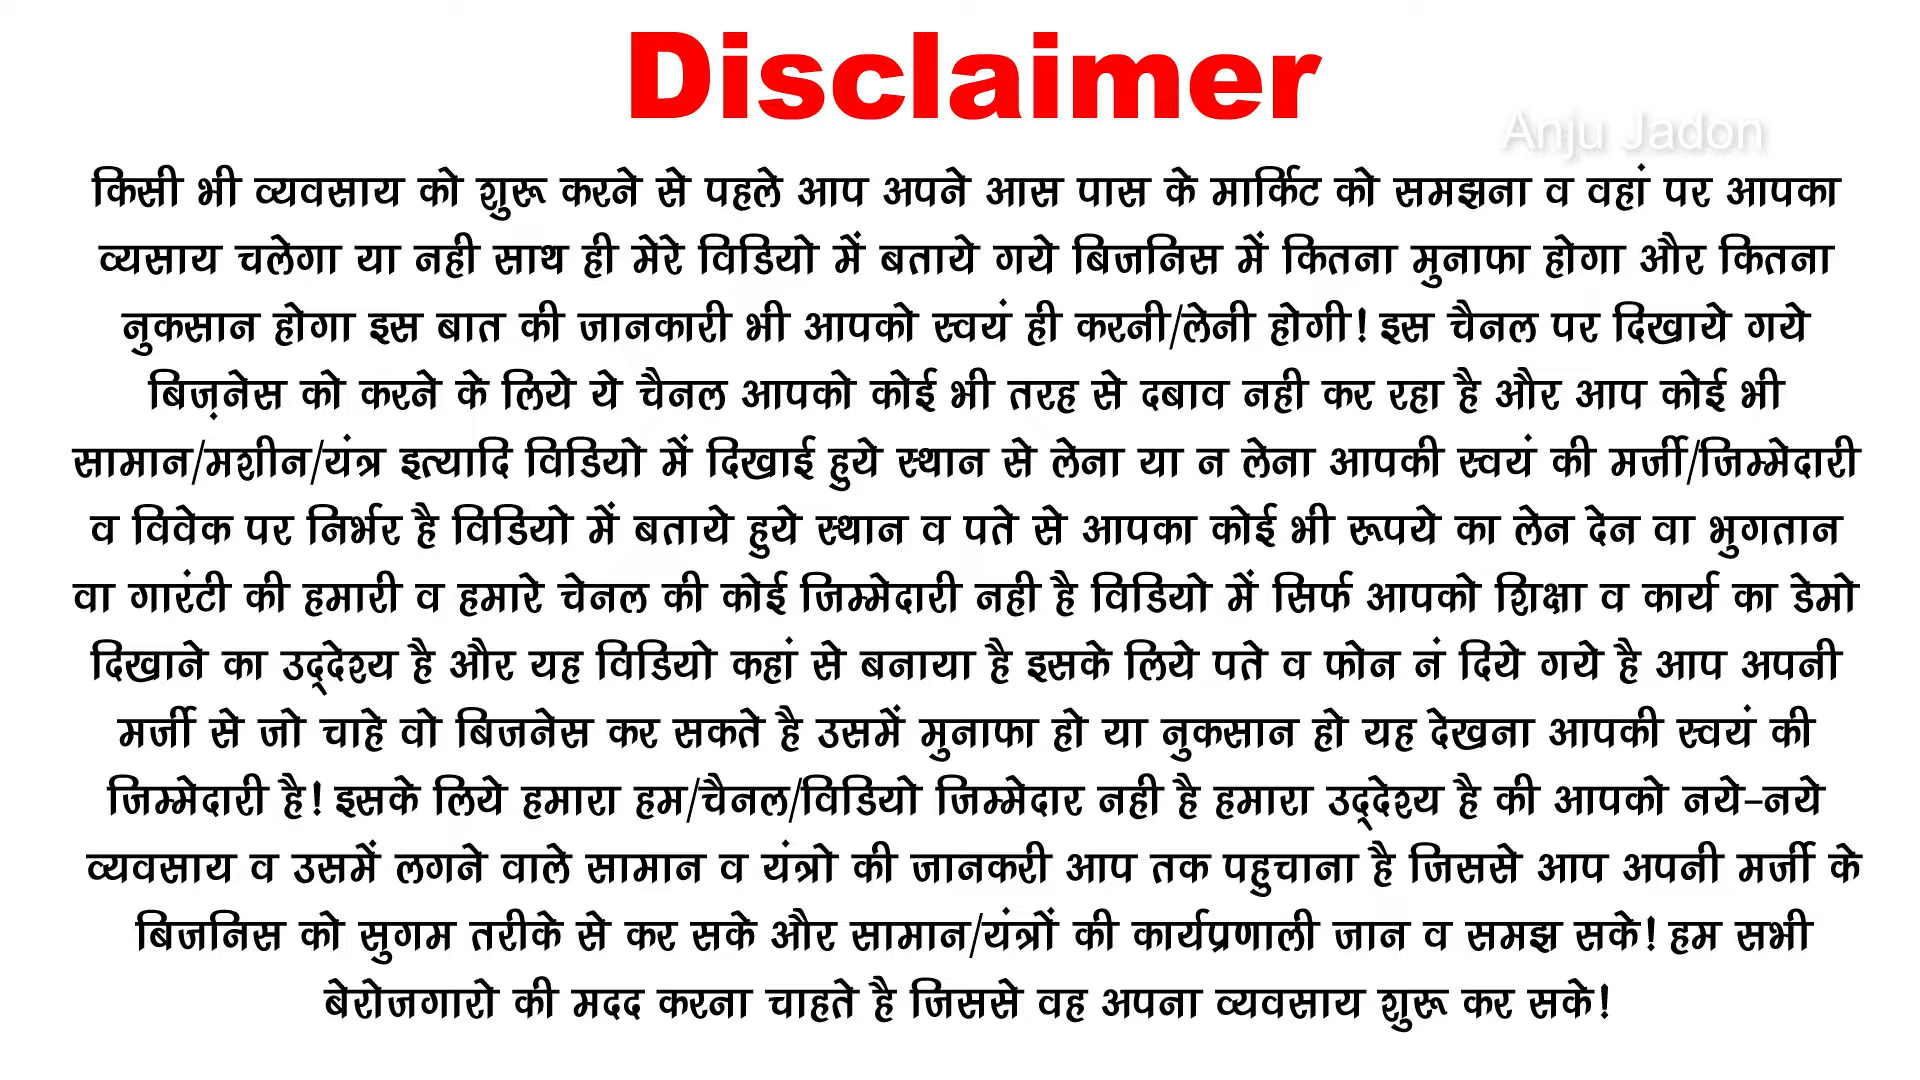 Disclaimer
Anju Jadon
किसी भी व्यवसाय को शुरू करने से पहले आप अपने आस पास के मार्किट को समझना व वहां पर आपका
व्यसाय चलेगा या नही साथ ही मेरे विडियो में बताये गये बिजनिस में कितना मुनाफा होगा और कितना
नुकसान होगा इस बात की जानकारी भी आपको स्वयं ही करनी/लेनी होगी! इस चैनल पर दिखाये गये
बिज़नेस को करने के लिये ये चैनल आपको कोई भी तरह से दबाव नही कर रहा है और आप कोई भी
सामान/मशीन/यंत्र इत्यादि विडियो में दिखाई हुये स्थान से लेना या न लेना आपकी स्वयं की मर्जी/जिम्मेदारी
व विवेक पर निर्भर है विडियो में बताये हुये स्थान व पते से आपका कोई भी रूपये का लेन देन वा भुगतान
वा गारंटी की हमारी व हमारे चेनल की कोई जिम्मेदारी नही है विडियो में सिर्फ आपको शिक्षा व कार्य का डेमो
दिखाने का उद्देश्य है और यह विडियो कहां से बनाया है इसके लिये पते व फोन नं दिये गये है आप अपनी
मर्जी से जो चाहे वो बिजनेस कर सकते है उसमें मुनाफा हो या नुकसान हो यह देखना आपकी स्वयं की
जिम्मेदारी है! इसके लिये हमारा हम/चैनल/विडियो जिम्मेदार नही है हमारा उद्देश्य है की आपको नये-नये
व्यवसाय व उसमें लगने वाले सामान व यंत्रो की जानकरी आप तक पहुचाना है जिससे आप अपनी मर्जी के
बिजनिस को सुगम तरीके से कर सके और सामान/यंत्रों की कार्यप्रणाली जान व समझ सके! हम सभी
बेरोजगारो की मदद करना चाहते है जिससे वह अपना व्यवसाय शुरू कर सके!